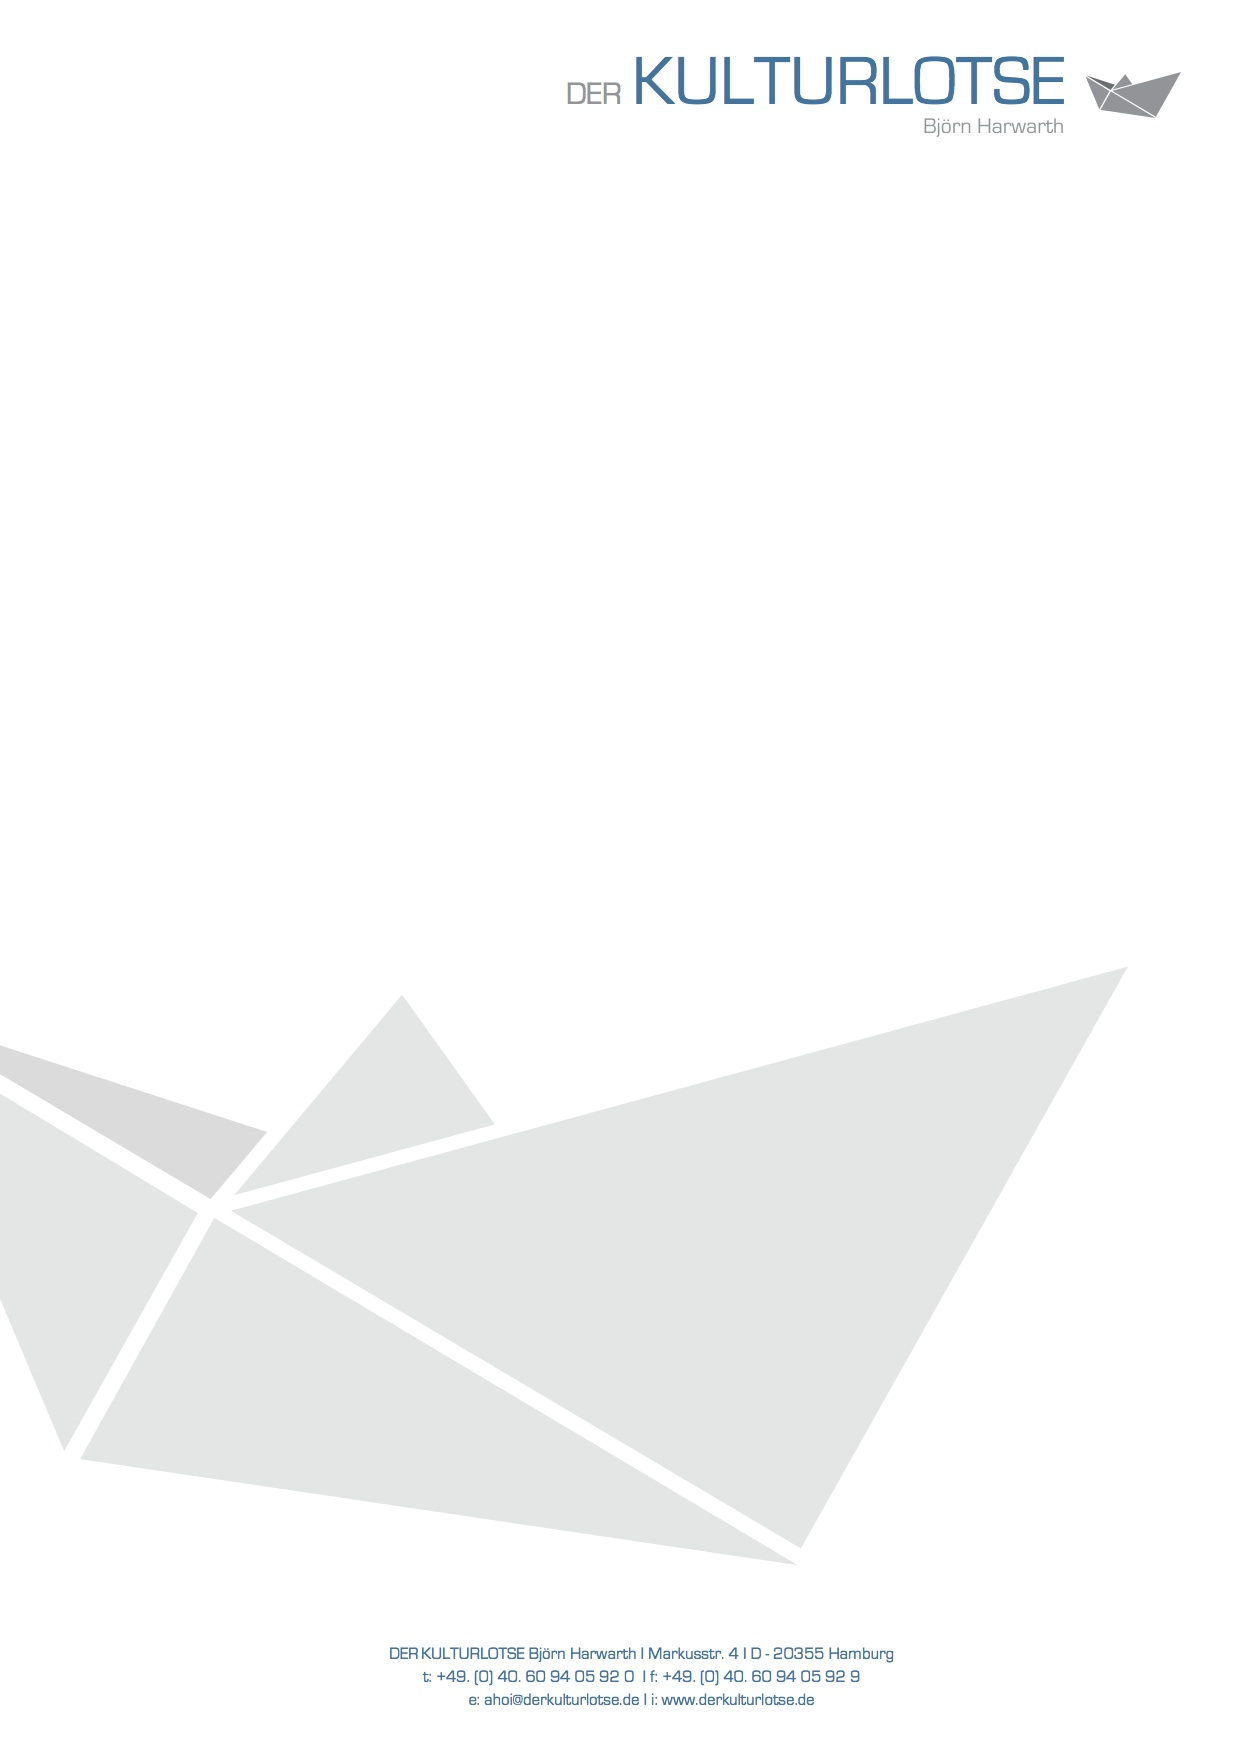 DER KULTURLOTSE
Björn Harwarth
DER KULTURLOTSE Björn Harwarth I Markusstr. 4 I D - 20355 Hamburg
t: +49. (0) 40. 60 94 05 92 0 I f: +49. (0) 40. 60 94 05 92 9
e: ahoi@derkulturlotse.de I i: www.derkulturlotse.de